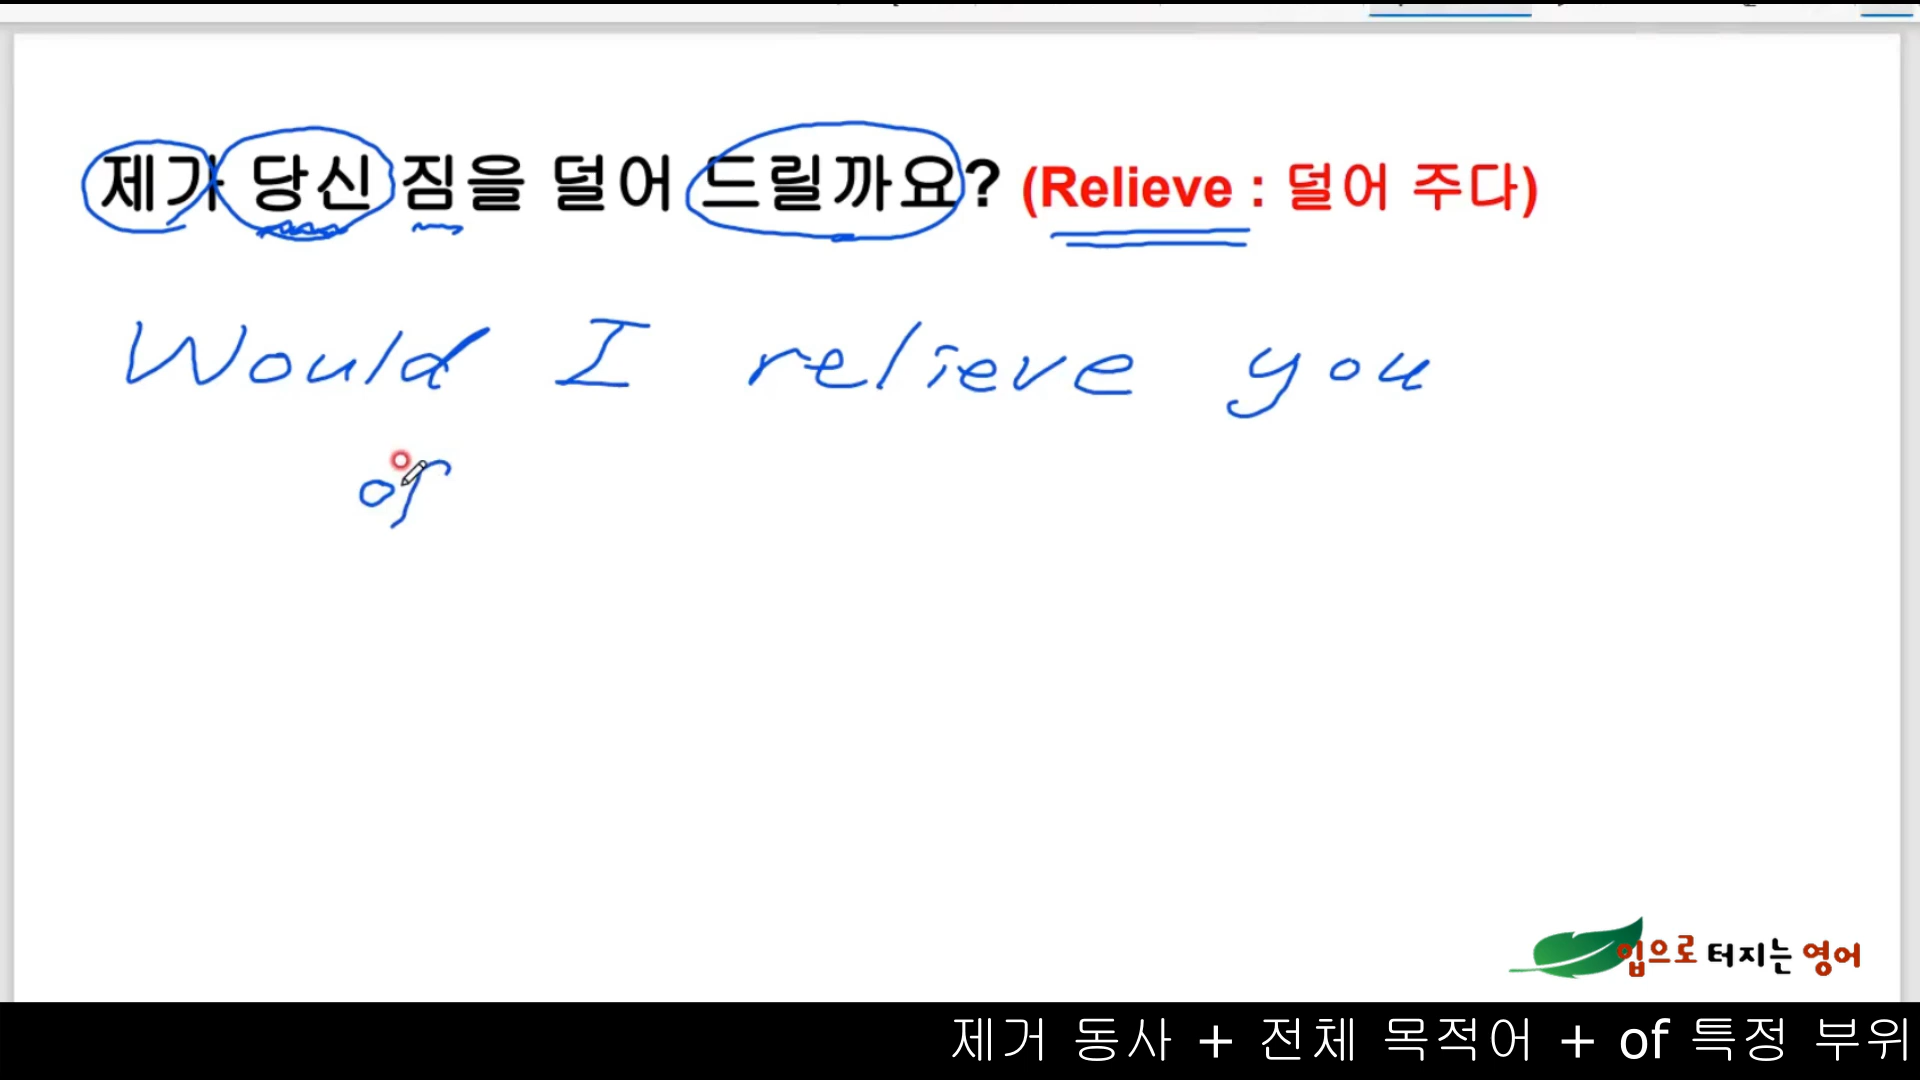 제가 당신 짐을 덜어 드릴까요? (Relieve : 덜어 주다)
Would I relieve you
of
입으로 터지는 영어
제거 동사 + 전체 목적어 + of 특정 부위